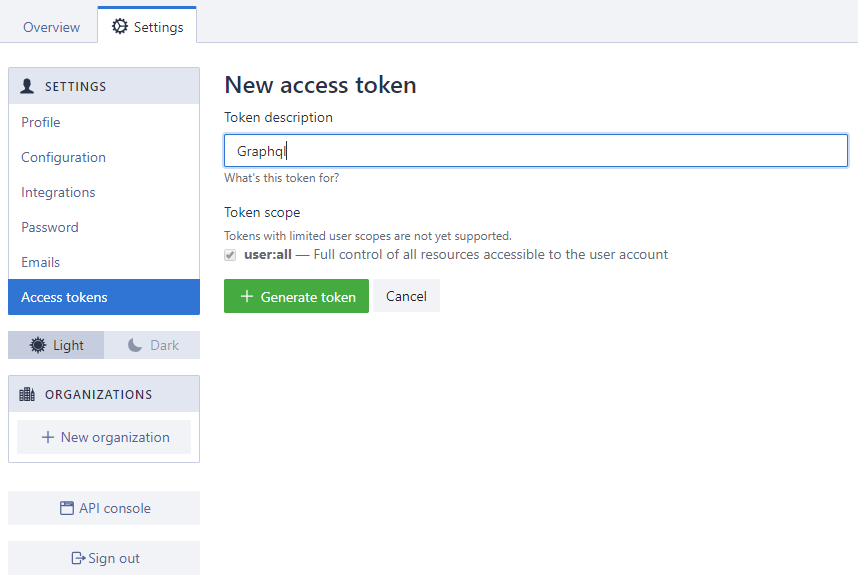 Overview
Settings
SETTINGS
Profile
Configuration
Integrations
Password
Emails
Access tokens
Light
Dark
ORGANIZATIONS
New organization
API console
Sign out
New access token
Token description
Graphql
What's this token for?
Token scope
Tokens with limited user scopes are not yet supported.
user:all — Full control of all resources accessible to the user account
Generate token
Cancel